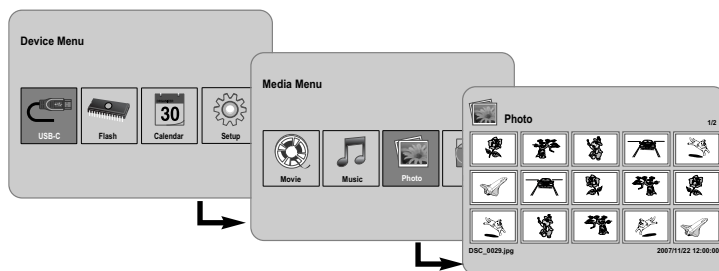 Device Menu
USB-C
Flash
30
Calendar
Setup
Media Menu
Movie
Music
Photo
Photo
1/2
DSC_0029.jpg
2007/11/22 12:00:00